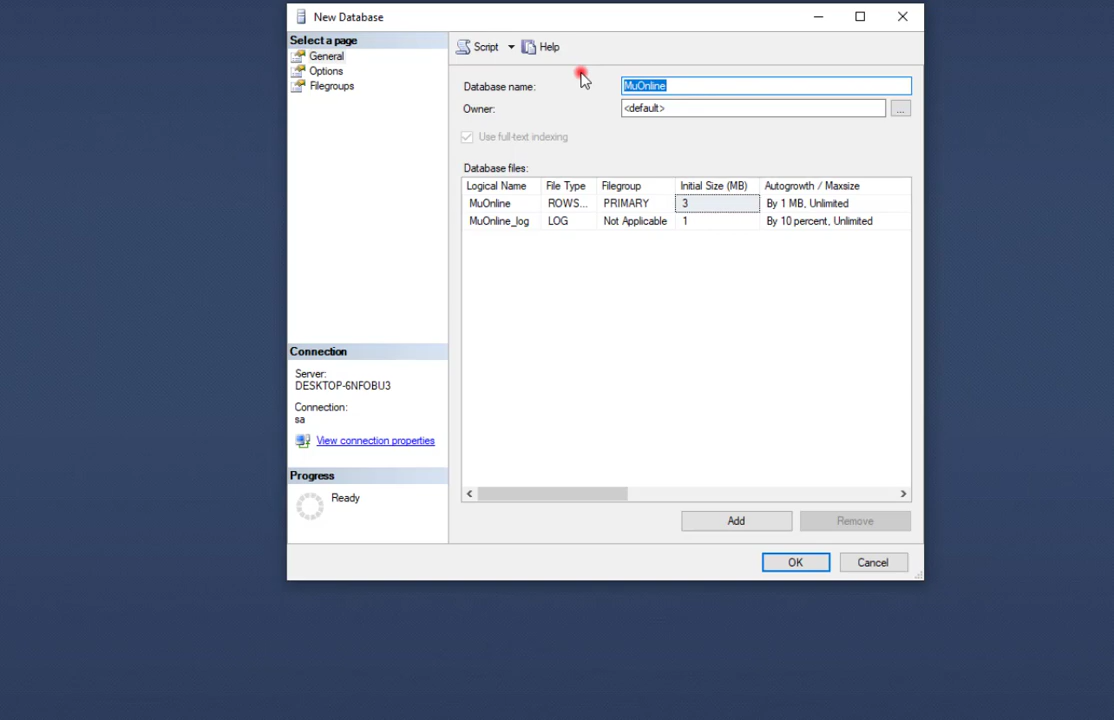 New Database
Select a page
General
Options
Filegroups
Script
Help
Database name:
MuOnline
Owner:
<default>
...
Use full-text indexing
Database files:
Logical Name File Type Filegroup Initial Size (MB) Autogrowth / Maxsize
MuOnline ROWS... PRIMARY 3 By 1 MB, Unlimited
MuOnline_log LOG Not Applicable 1 By 10 percent, Unlimited
Connection
Server:
DESKTOP-6NFOBU3
Connection:
sa
View connection properties
Progress
Ready
Add
Remove
OK
Cancel